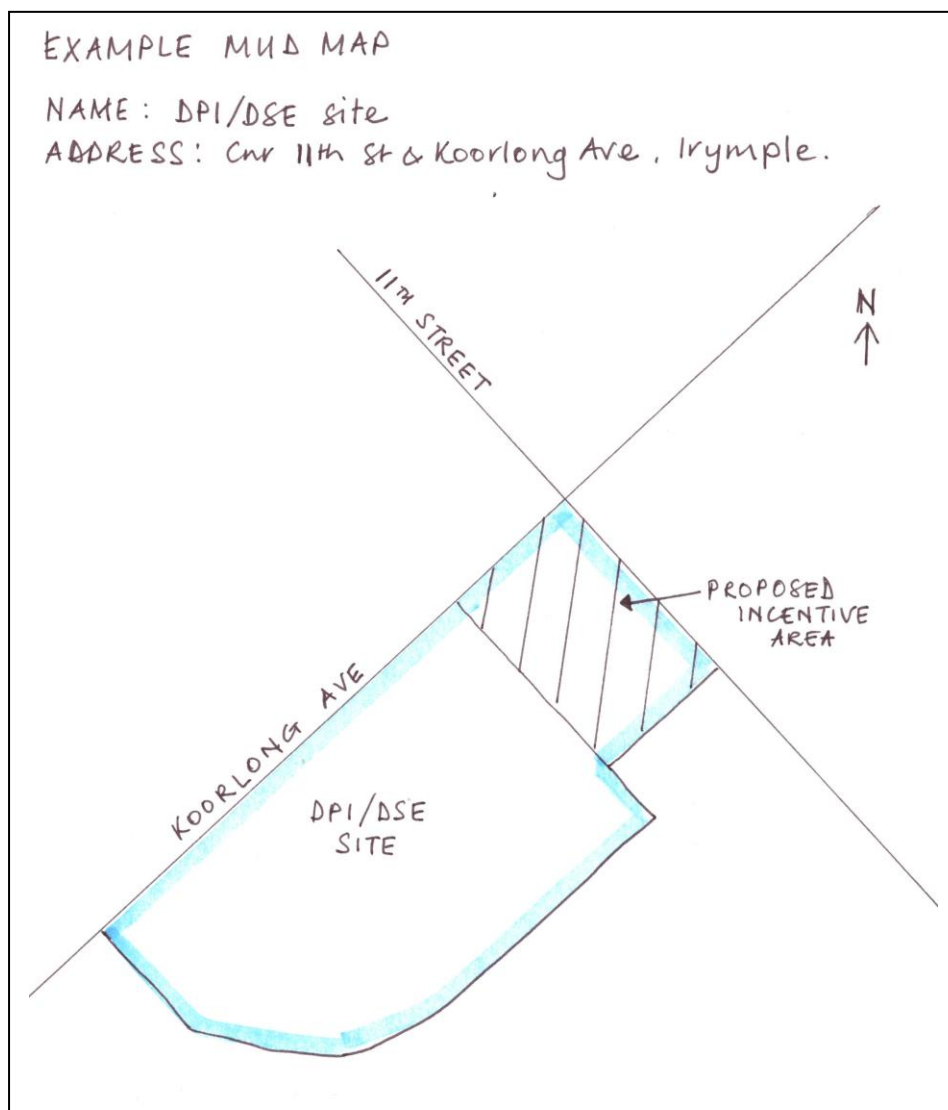 EXAMPLE MUD MAP
NAME: DPI/DSE site
ADDRESS: Cnr 11th St & Koorlong Ave, Irymple.
11TH STREET
N
PROPOSED
INCENTIVE
AREA
KOORLONG AVE
DPI/DSE
SITE